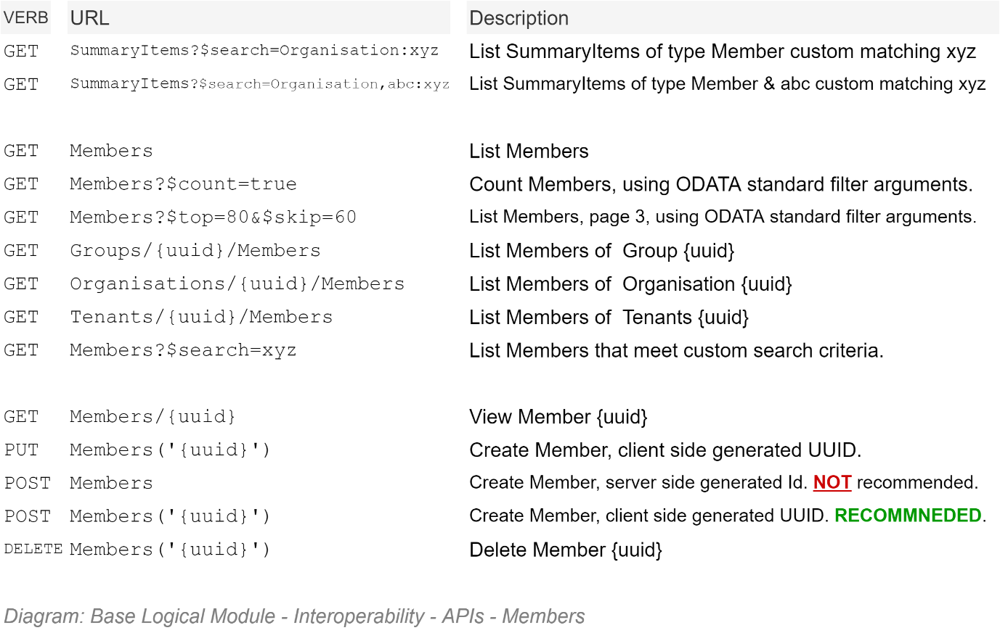 VERB URL Description
GET SummaryItems?$search=Organisation:xyz List SummaryItems of type Member custom matching xyz
GET SummaryItems?$search=Organisation,abc:xyz List SummaryItems of type Member & abc custom matching xyz
GET Members List Members
GET Members?$count=true Count Members, using ODATA standard filter arguments.
GET Members?$top=80&$skip=60 List Members, page 3, using ODATA standard filter arguments.
GET Groups/{uuid}/Members List Members of  Group {uuid}
GET Organisations/{uuid}/Members List Members of  Organisation {uuid}
GET Tenants/{uuid}/Members List Members of  Tenants {uuid}
GET Members?$search=xyz List Members that meet custom search criteria.
GET Members/{uuid} View Member {uuid}
PUT Members('{uuid}') Create Member, client side generated UUID.
POST Members Create Member, server side generated Id. NOT recommended.
POST Members('{uuid}') Create Member, client side generated UUID. RECOMMNEDED.
DELETE Members('{uuid}') Delete Member {uuid}
Diagram: Base Logical Module - Interoperability - APIs - Members